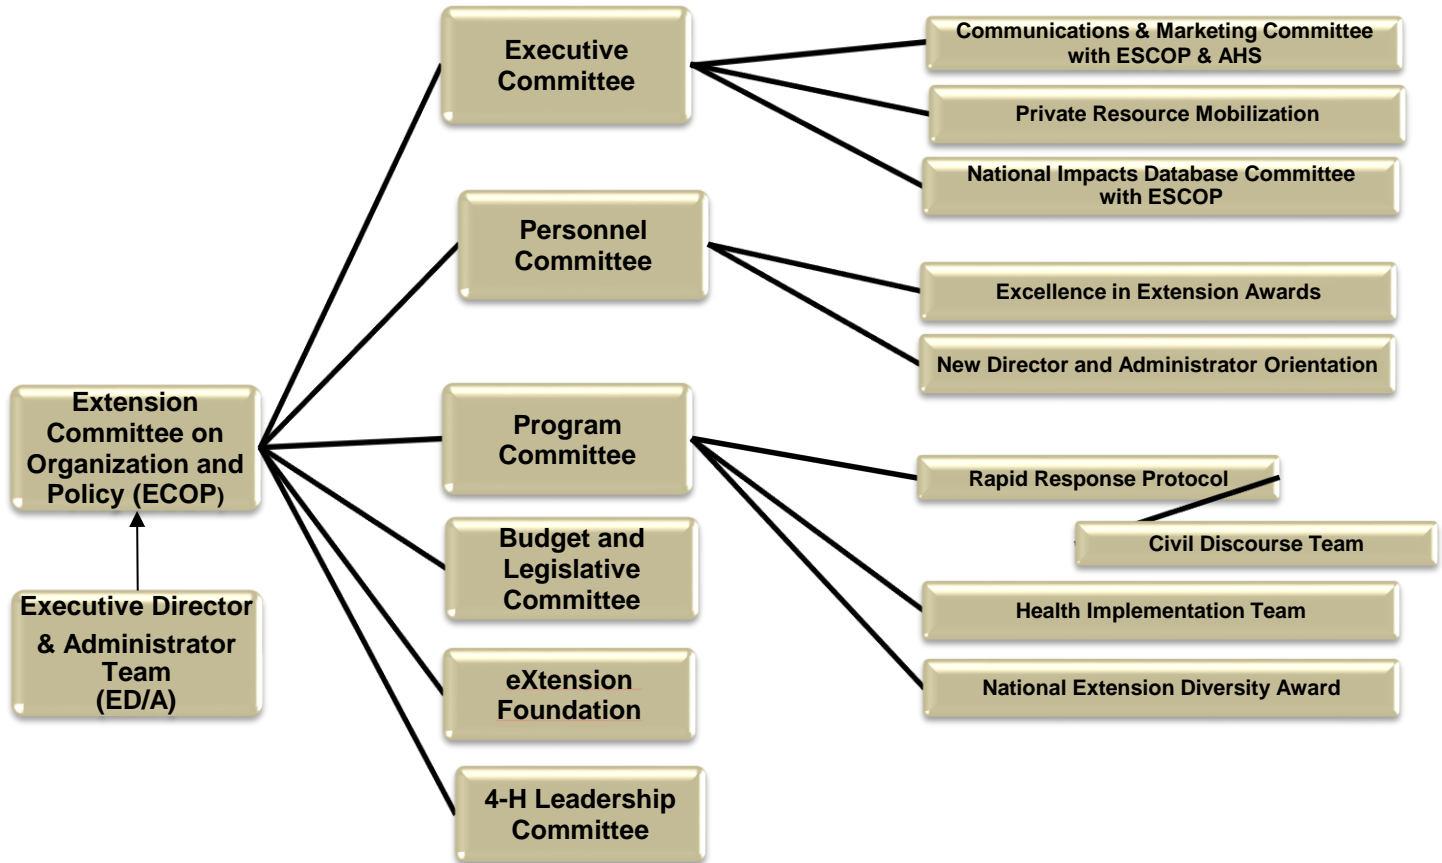 Executive
Committee
Communications & Marketing Committee
with ESCOP & AHS
Private Resource Mobilization
National Impacts Database Committee
with ESCOP
Personnel
Committee
Excellence in Extension Awards
New Director and Administrator Orientation
Extension
Committee on
Organization and
Policy (ECOP)
Program
Committee
Rapid Response Protocol
Civil Discourse Team
Health Implementation Team
National Extension Diversity Award
Budget and
Legislative
Committee
Executive Director
& Administrator
Team
(ED/A)
eXtension
Foundation
4-H Leadership
Committee